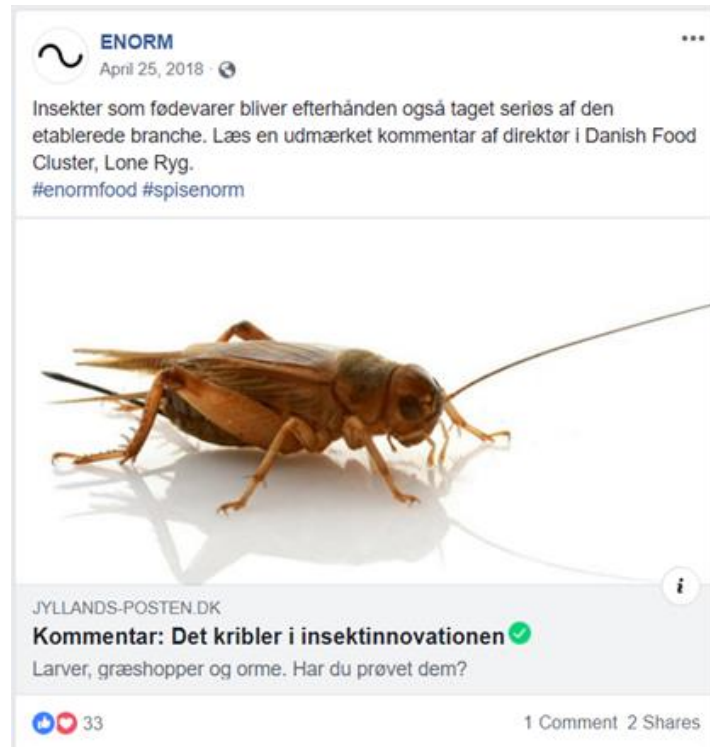 ENORM
April 25, 2018
Insekter som fødevarer bliver efterhånden også taget seriøs af den
etablerede branche. Læs en udmærket kommentar af direktør i Danish Food
Cluster, Lone Ryg.
#enormfood #spisenorm
i
JYLLANDS-POSTEN.DK
Kommentar: Det kribler i insektinnovationen
Larver, græshopper og orme. Har du prøvet dem?
33 1 Comment 2 Shares